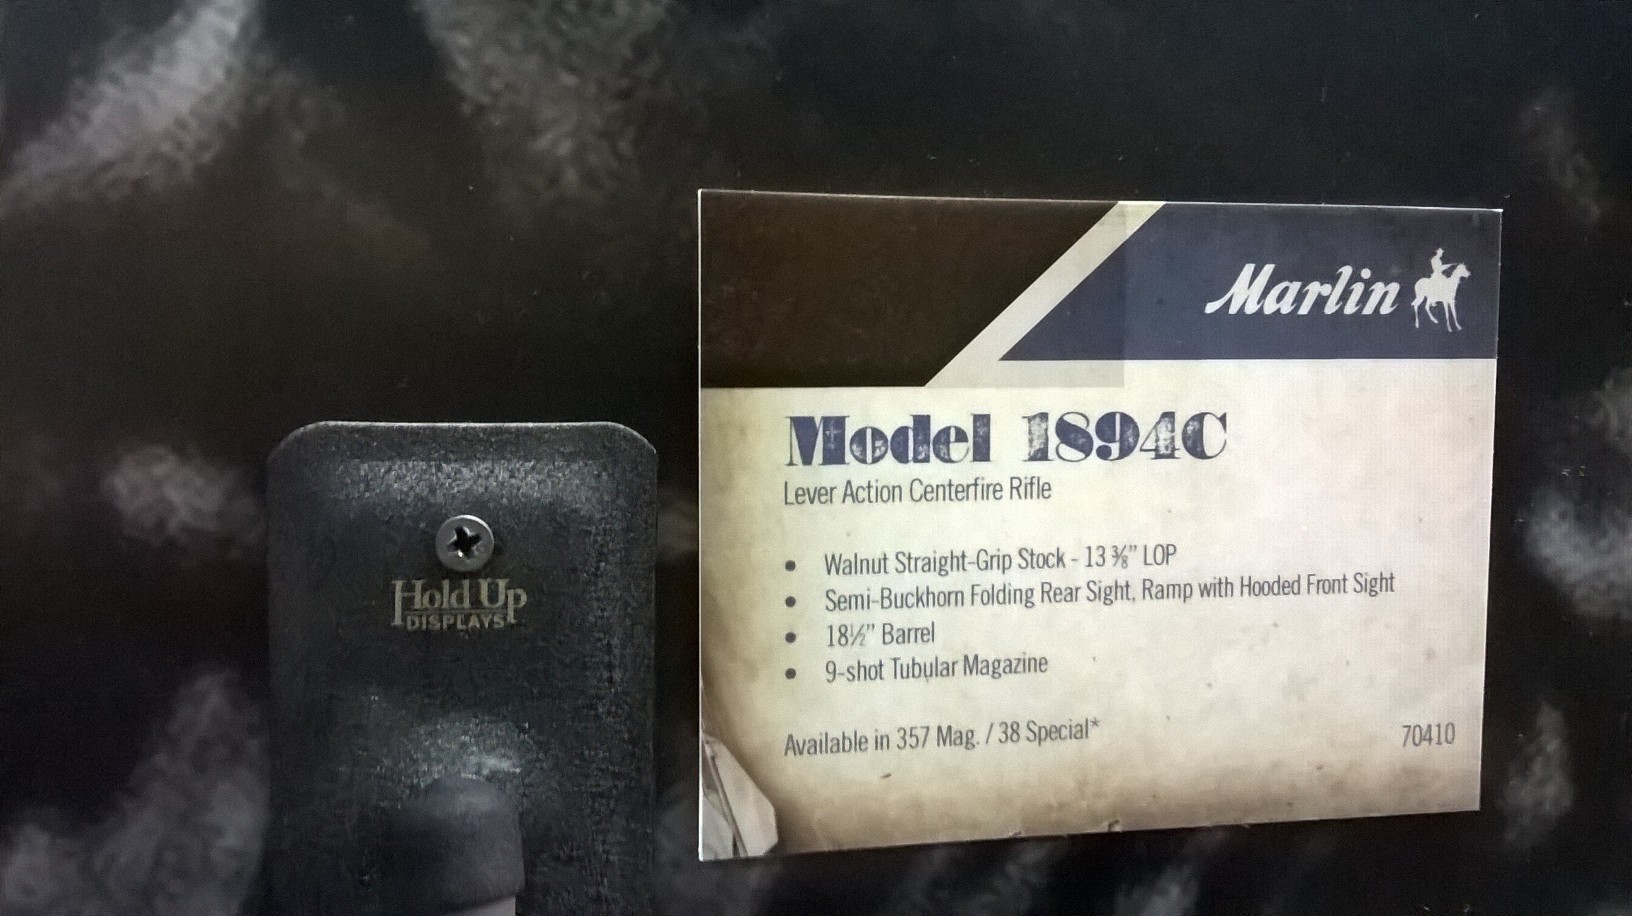 Marlin
Model 1894C
Lever Action Centerfire Rifle
• Walnut Straight-Grip Stock - 13 ⅜” LOP
• Semi-Buckhorn Folding Rear Sight, Ramp with Hooded Front Sight
• 18½” Barrel
• 9-shot Tubular Magazine
Available in 357 Mag. / 38 Special*
70410
Hold Up
DISPLAYS